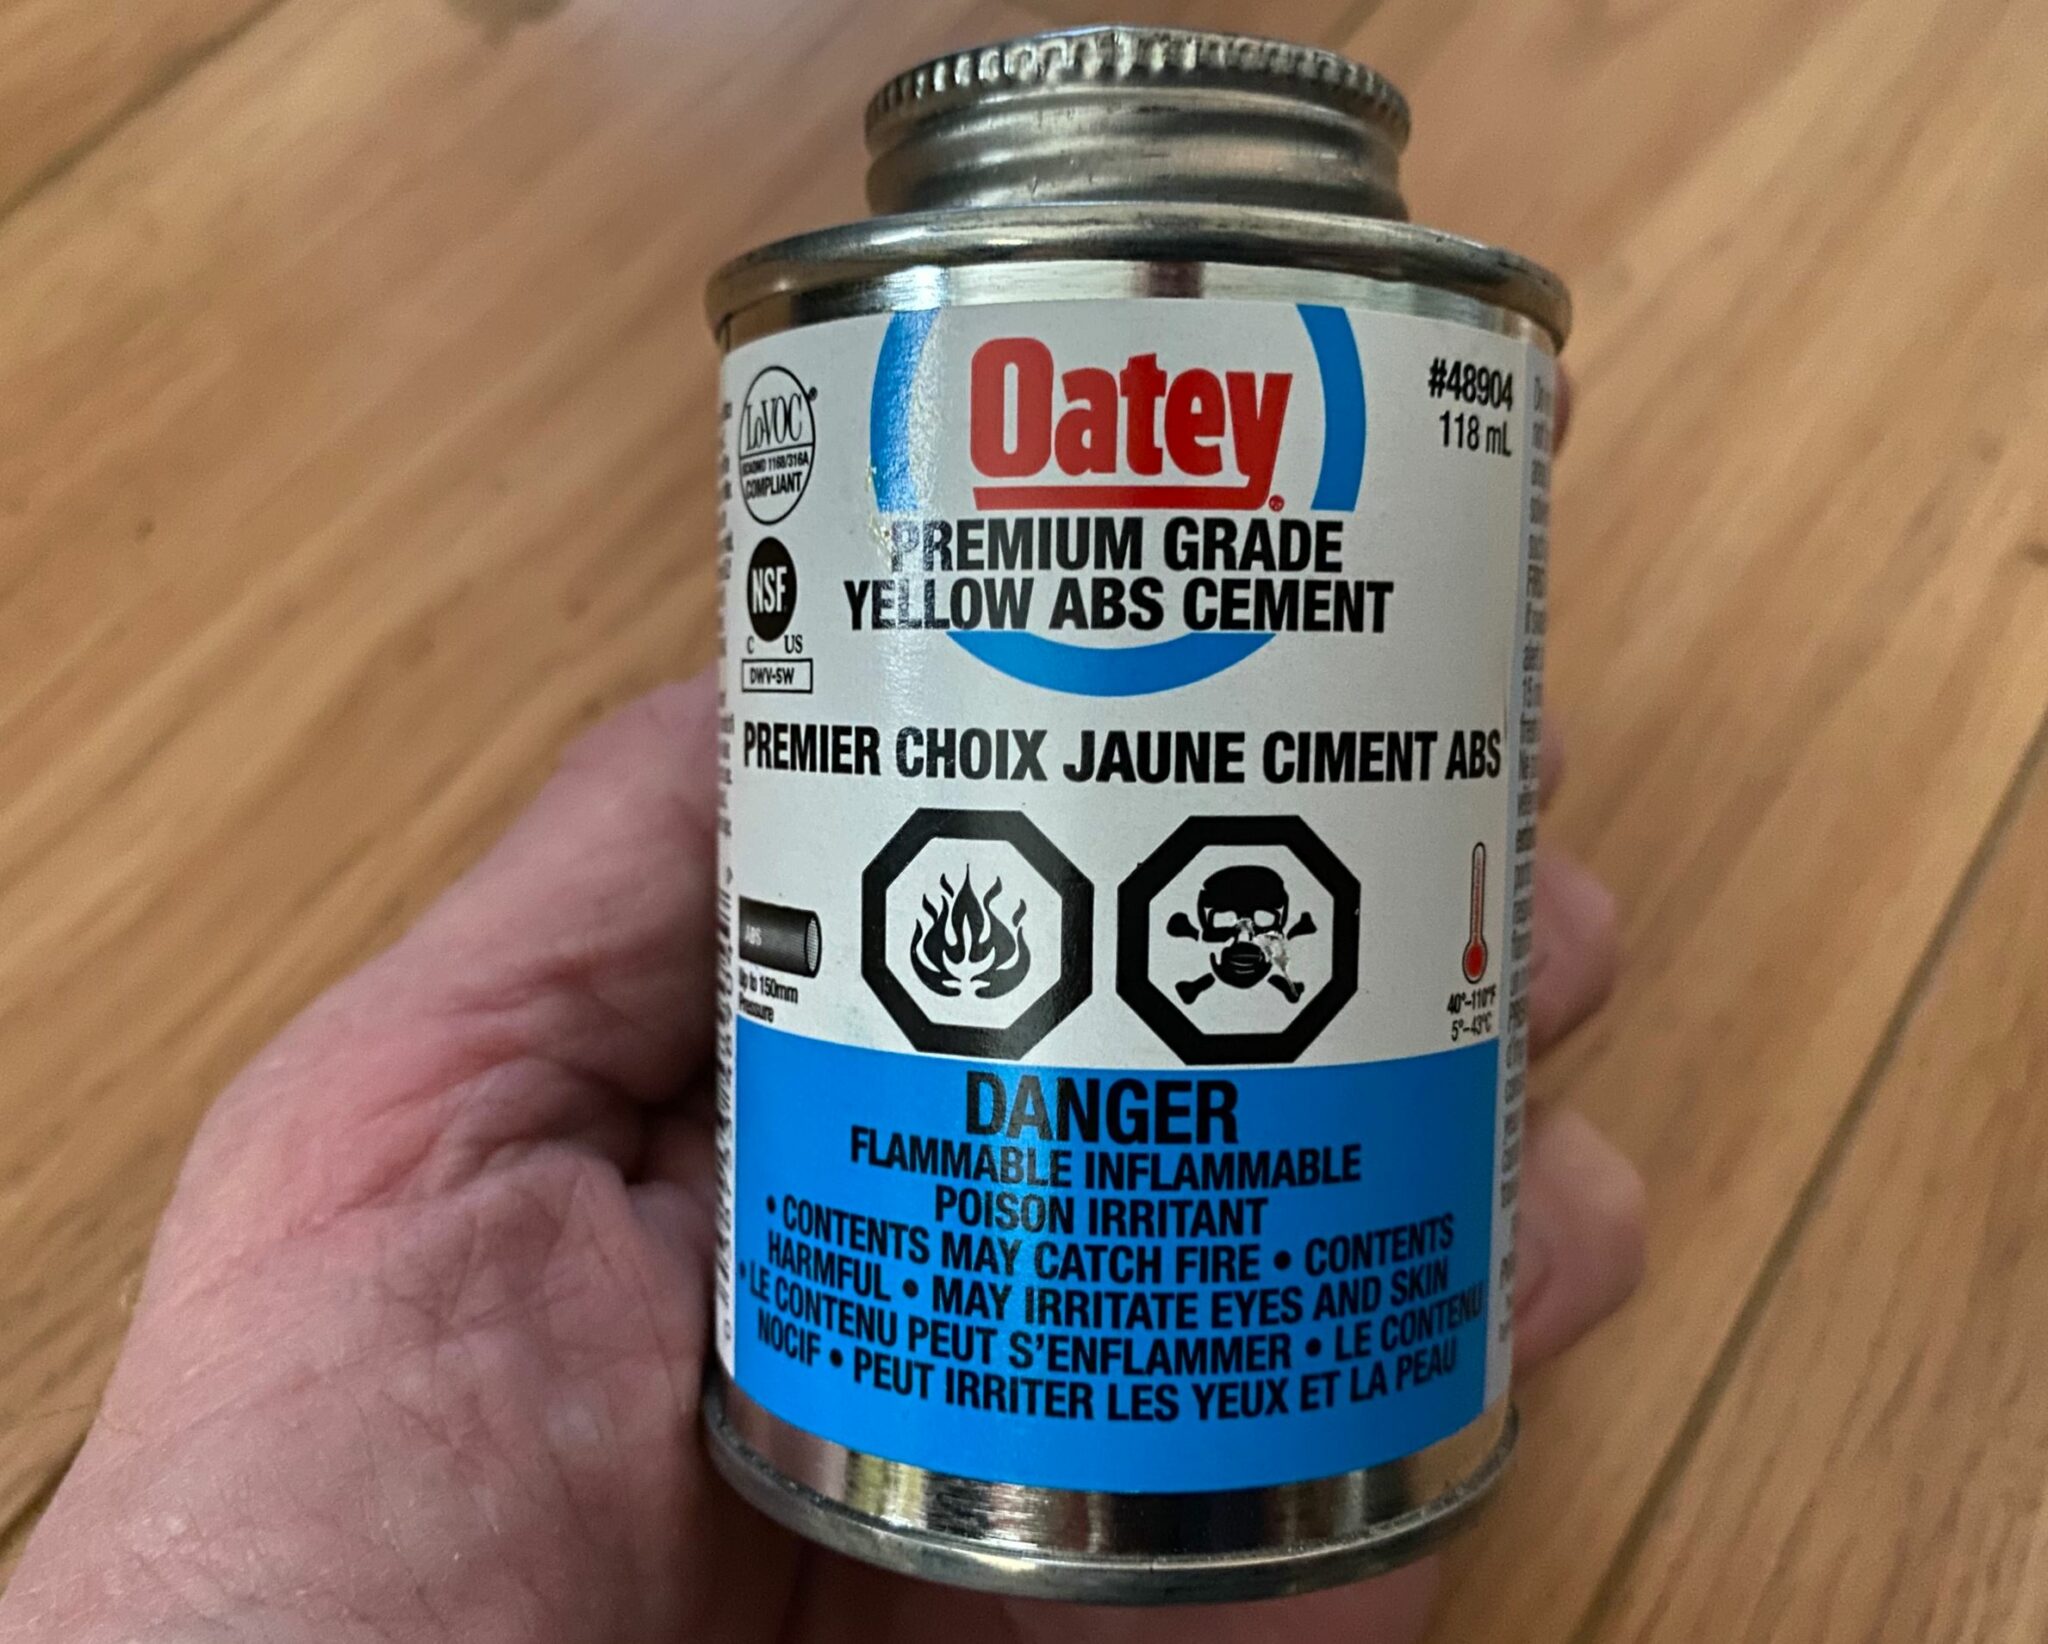 Oatey
#48904
118 mL
LoVOC
SCAQMD 1168/316A
COMPLIANT
PREMIUM GRADE
YELLOW ABS CEMENT
NSF
C US
DWV-SW
PREMIER CHOIX JAUNE CIMENT ABS
ABS
Up to 150mm
Pressure
40°-110°F
5°-43°C
DANGER
FLAMMABLE INFLAMMABLE
POISON IRRITANT
• CONTENTS MAY CATCH FIRE • CONTENTS
HARMFUL • MAY IRRITATE EYES AND SKIN
• LE CONTENU PEUT S'ENFLAMMER • LE CONTENU
NOCIF • PEUT IRRITER LES YEUX ET LA PEAU